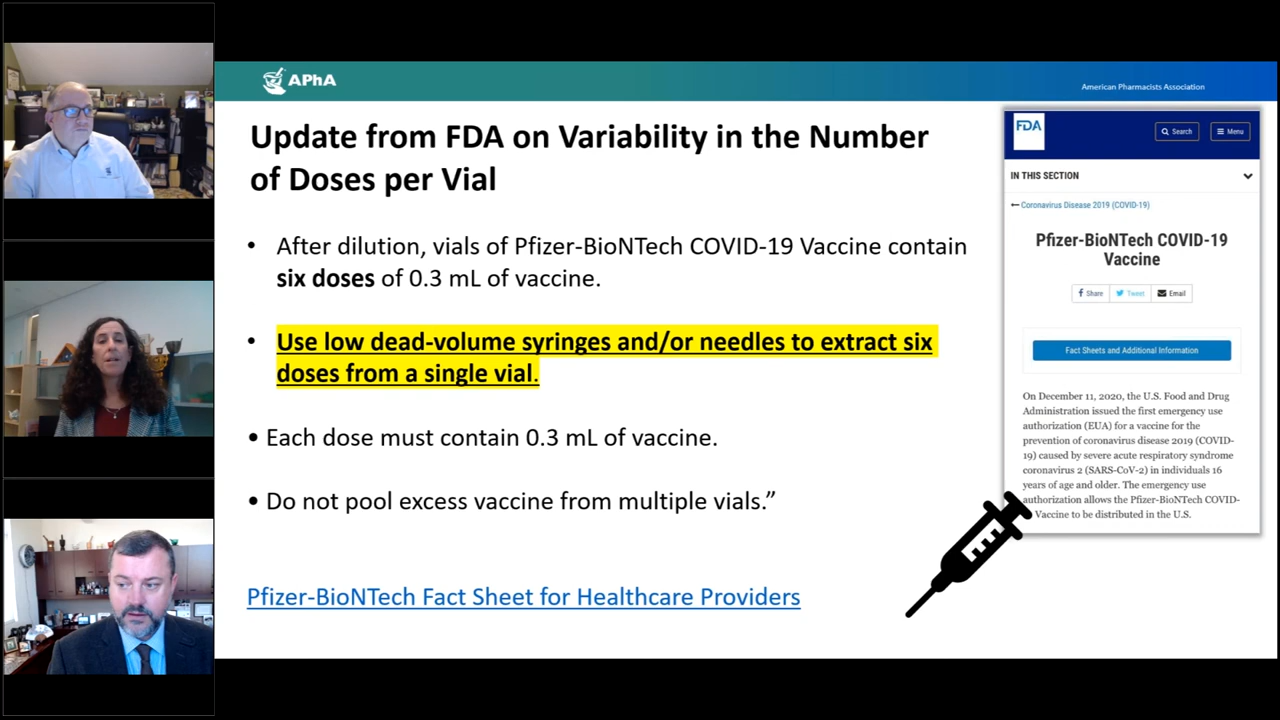 APhA
American Pharmacists Association
Update from FDA on Variability in the Number
of Doses per Vial
• After dilution, vials of Pfizer-BioNTech COVID-19 Vaccine contain
six doses of 0.3 mL of vaccine.
• Use low dead-volume syringes and/or needles to extract six
doses from a single vial.
• Each dose must contain 0.3 mL of vaccine.
• Do not pool excess vaccine from multiple vials.”
Pfizer-BioNTech Fact Sheet for Healthcare Providers
FDA
Search
Menu
IN THIS SECTION
Coronavirus Disease 2019 (COVID-19)
Pfizer-BioNTech COVID-19
Vaccine
Share
Tweet
Email
Fact Sheets and Additional Information
On December 11, 2020, the U.S. Food and Drug
Administration issued the first emergency use
authorization (EUA) for a vaccine for the
prevention of coronavirus disease 2019 (COVID-
19) caused by severe acute respiratory syndrome
coronavirus 2 (SARS-CoV-2) in individuals 16
years of age and older. The emergency use
authorization allows the Pfizer-BioNTech COVID-
Vaccine to be distributed in the U.S.